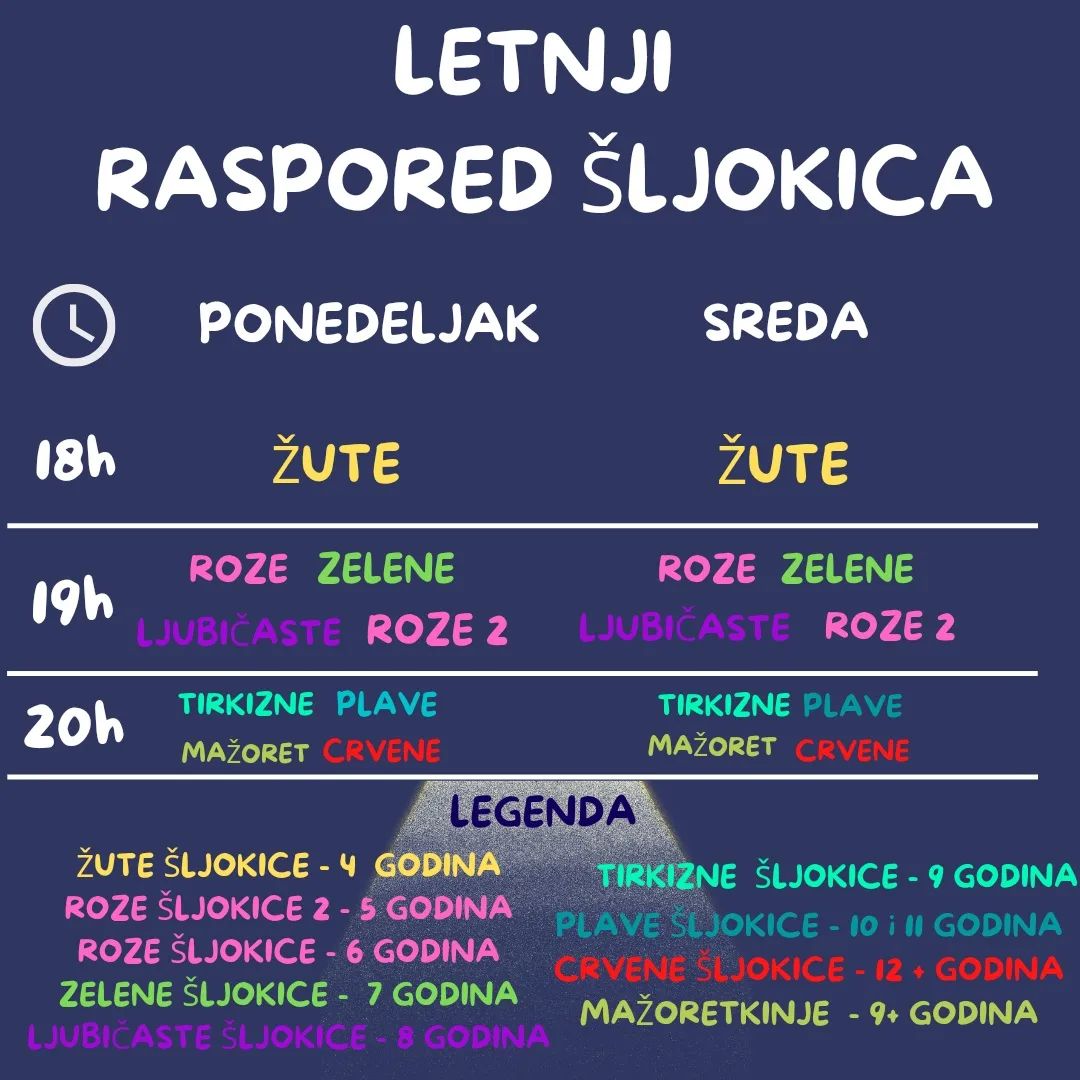 LETNJI
RASPORED ŠLJOKICA
PONEDELJAK SREDA
18h ŽUTE ŽUTE
19h
ROZE ZELENE ROZE ZELENE
LJUBIČASTE ROZE 2 LJUBIČASTE ROZE 2
20h
TIRKIZNE PLAVE TIRKIZNE PLAVE
MAŽORET CRVENE MAŽORET CRVENE
LEGENDA
ŽUTE ŠLJOKICE - 4 GODINA
ROZE ŠLJOKICE 2 - 5 GODINA
ROZE ŠLJOKICE - 6 GODINA
ZELENE ŠLJOKICE - 7 GODINA
LJUBIČASTE ŠLJOKICE - 8 GODINA
TIRKIZNE ŠLJOKICE - 9 GODINA
PLAVE ŠLJOKICE - 10 i 11 GODINA
CRVENE ŠLJOKICE - 12 + GODINA
MAŽORETKINJE - 9+ GODINA